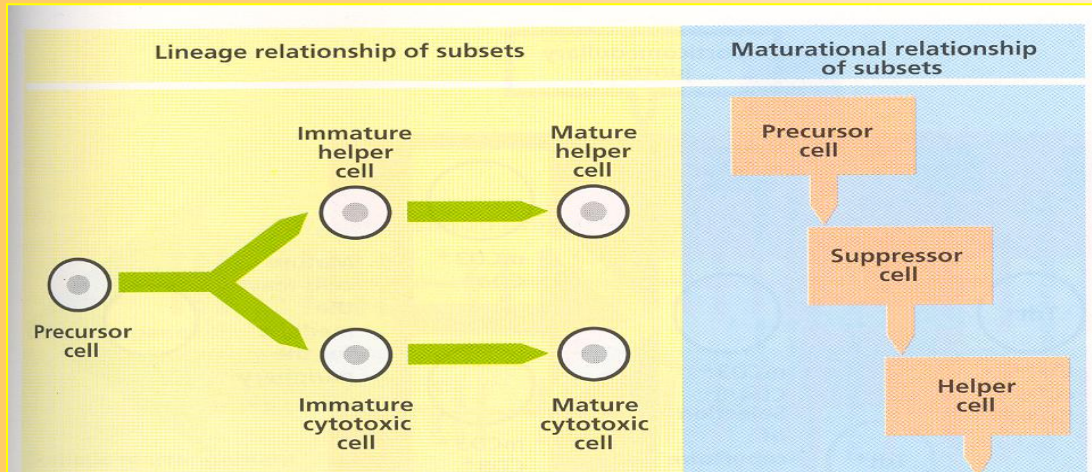 Lineage relationship of subsets
Maturational relationship
of subsets
Immature
helper
cell
Mature
helper
cell
Precursor
cell
Immature
cytotoxic
cell
Mature
cytotoxic
cell
Precursor
cell
Suppressor
cell
Helper
cell